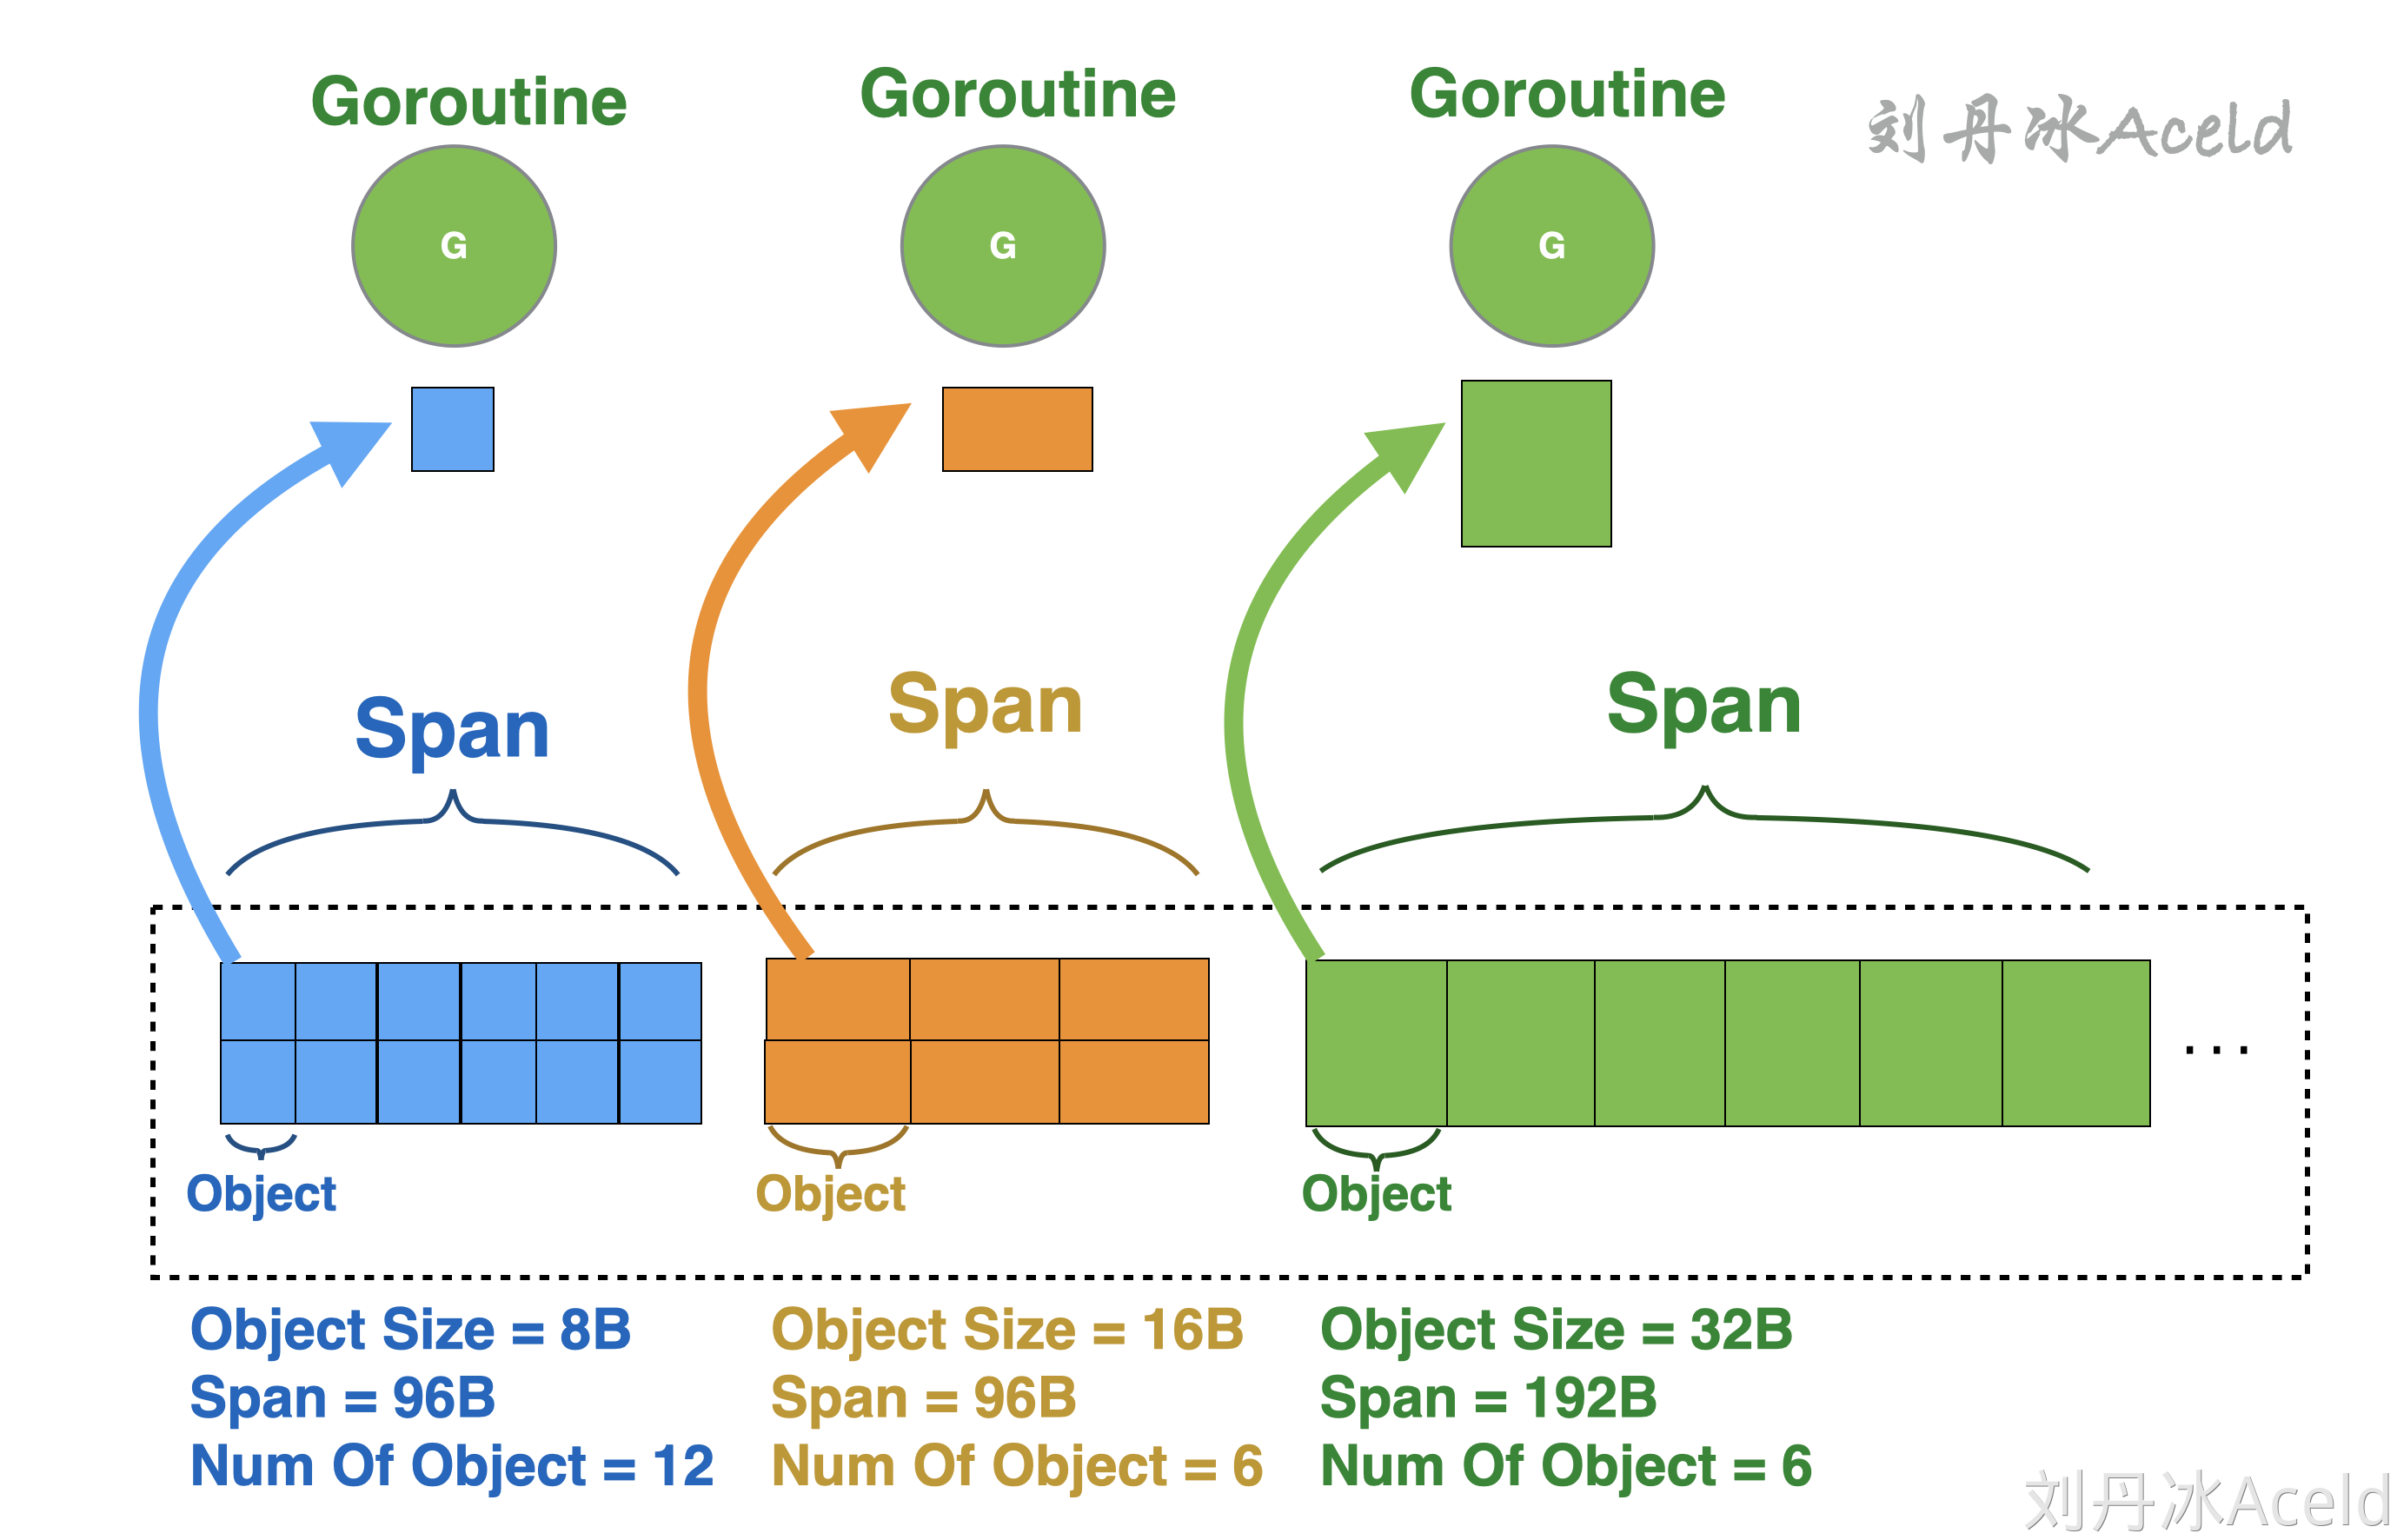 Goroutine
Goroutine
Goroutine
刘丹冰Aceld
G
G
G
Span
Span
Span
...
Object
Object
Object
Object Size = 8B
Span = 96B
Num Of Object = 12
Object Size = 16B
Span = 96B
Num Of Object = 6
Object Size = 32B
Span = 192B
Num Of Object = 6
刘丹冰Aceld